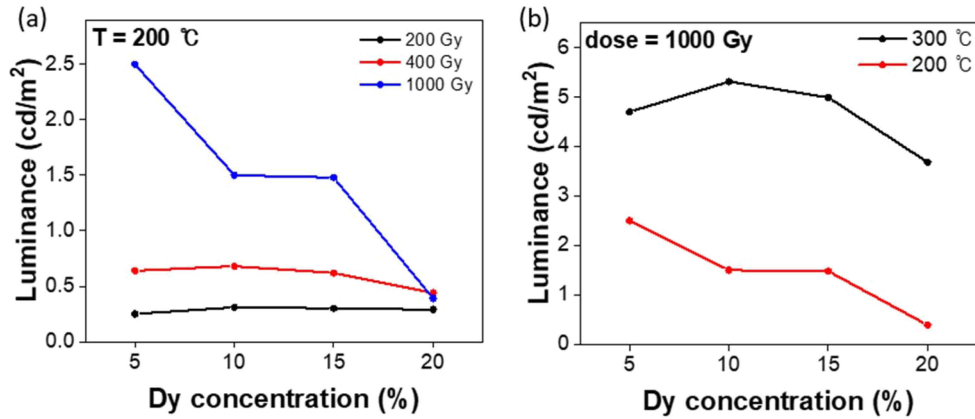 (a)
T = 200 ℃
200 Gy
400 Gy
1000 Gy
Luminance (cd/m²)
2.5
2.0
1.5
1.0
0.5
0.0
5 10 15 20
Dy concentration (%)
(b)
dose = 1000 Gy
300 ℃
200 ℃
Luminance (cd/m²)
6
5
4
3
2
1
0
5 10 15 20
Dy concentration (%)